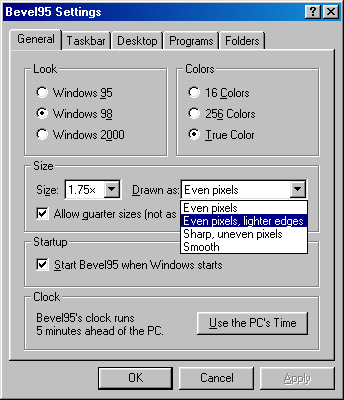 Bevel95 Settings
General Taskbar Desktop Programs Folders
Look
Windows 95
Windows 98
Windows 2000
Colors
16 Colors
256 Colors
True Color
Size
Size: 1.75× Drawn as: Even pixels
Even pixels
Even pixels, lighter edges
Sharp, uneven pixels
Smooth
Allow quarter sizes (not as
Startup
Start Bevel95 when Windows starts
Clock
Bevel95's clock runs
5 minutes ahead of the PC.
Use the PC's Time
OK Cancel Apply